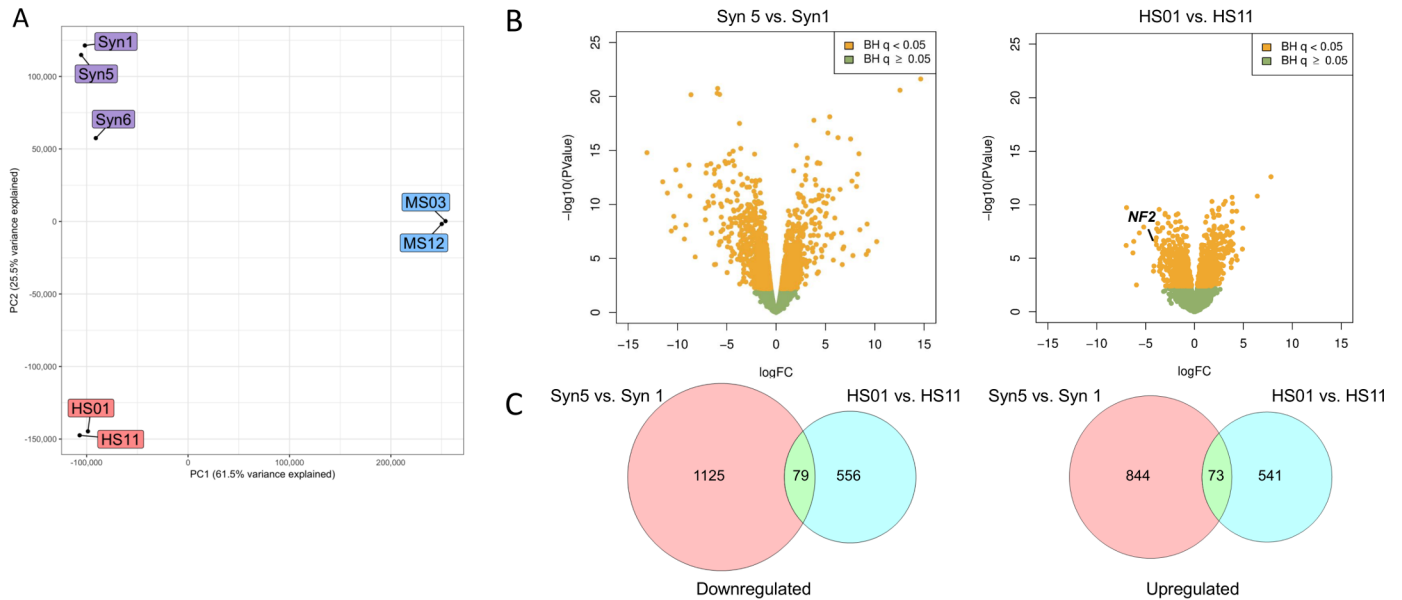 A
Syn1
Syn5
Syn6
MS03
MS12
HS01
HS11
100,000
50,000
0
-50,000
-100,000
-150,000
PC2 (25.5% variance explained)
-100,000 0 100,000 200,000
PC1 (61.5% variance explained)
B
Syn 5 vs. Syn1
BH q < 0.05
BH q ≥ 0.05
25
20
15
10
5
0
−log10(PValue)
−15 −10 −5 0 5 10 15
logFC
HS01 vs. HS11
BH q < 0.05
BH q ≥ 0.05
NF2
25
20
15
10
5
0
−log10(PValue)
−15 −10 −5 0 5 10 15
logFC
C
Syn5 vs. Syn 1 HS01 vs. HS11
1125 79 556
Downregulated
Syn5 vs. Syn 1 HS01 vs. HS11
844 73 541
Upregulated